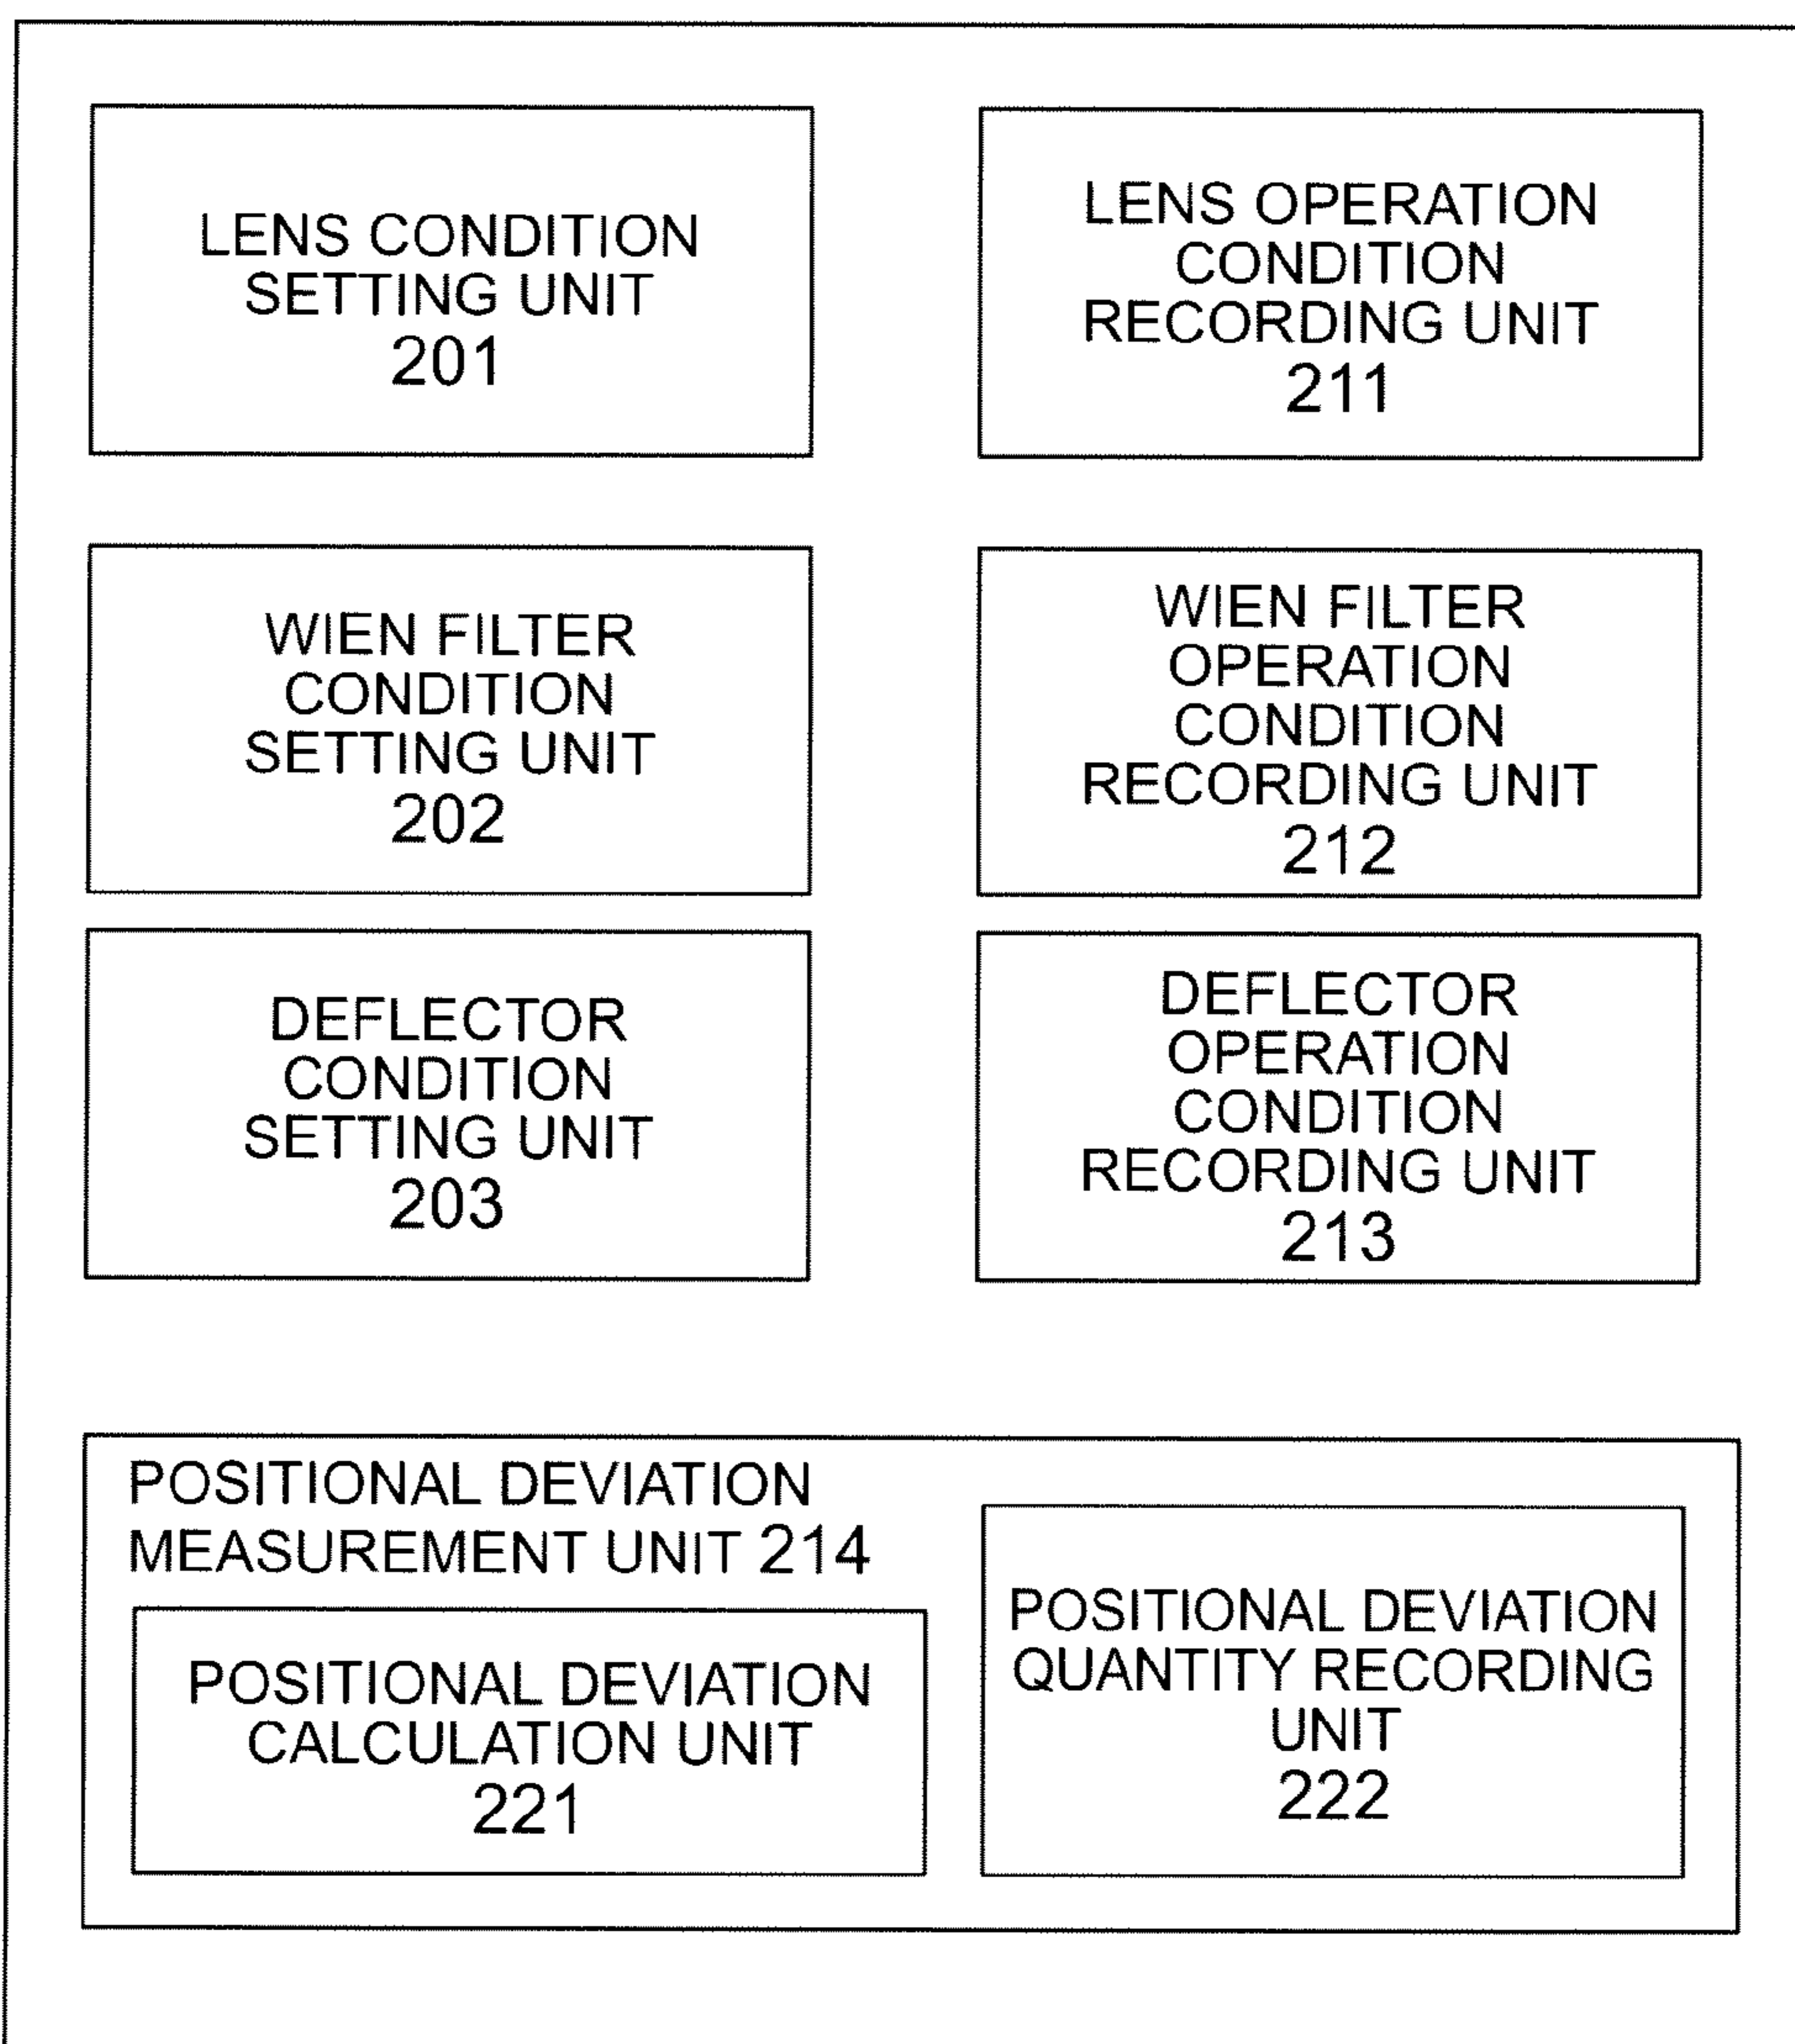 LENS CONDITION
SETTING UNIT
201
LENS OPERATION
CONDITION
RECORDING UNIT
211
WIEN FILTER
CONDITION
SETTING UNIT
202
WIEN FILTER
OPERATION
CONDITION
RECORDING UNIT
212
DEFLECTOR
CONDITION
SETTING UNIT
203
DEFLECTOR
OPERATION
CONDITION
RECORDING UNIT
213
POSITIONAL DEVIATION
MEASUREMENT UNIT 214
POSITIONAL DEVIATION
CALCULATION UNIT
221
POSITIONAL DEVIATION
QUANTITY RECORDING
UNIT
222